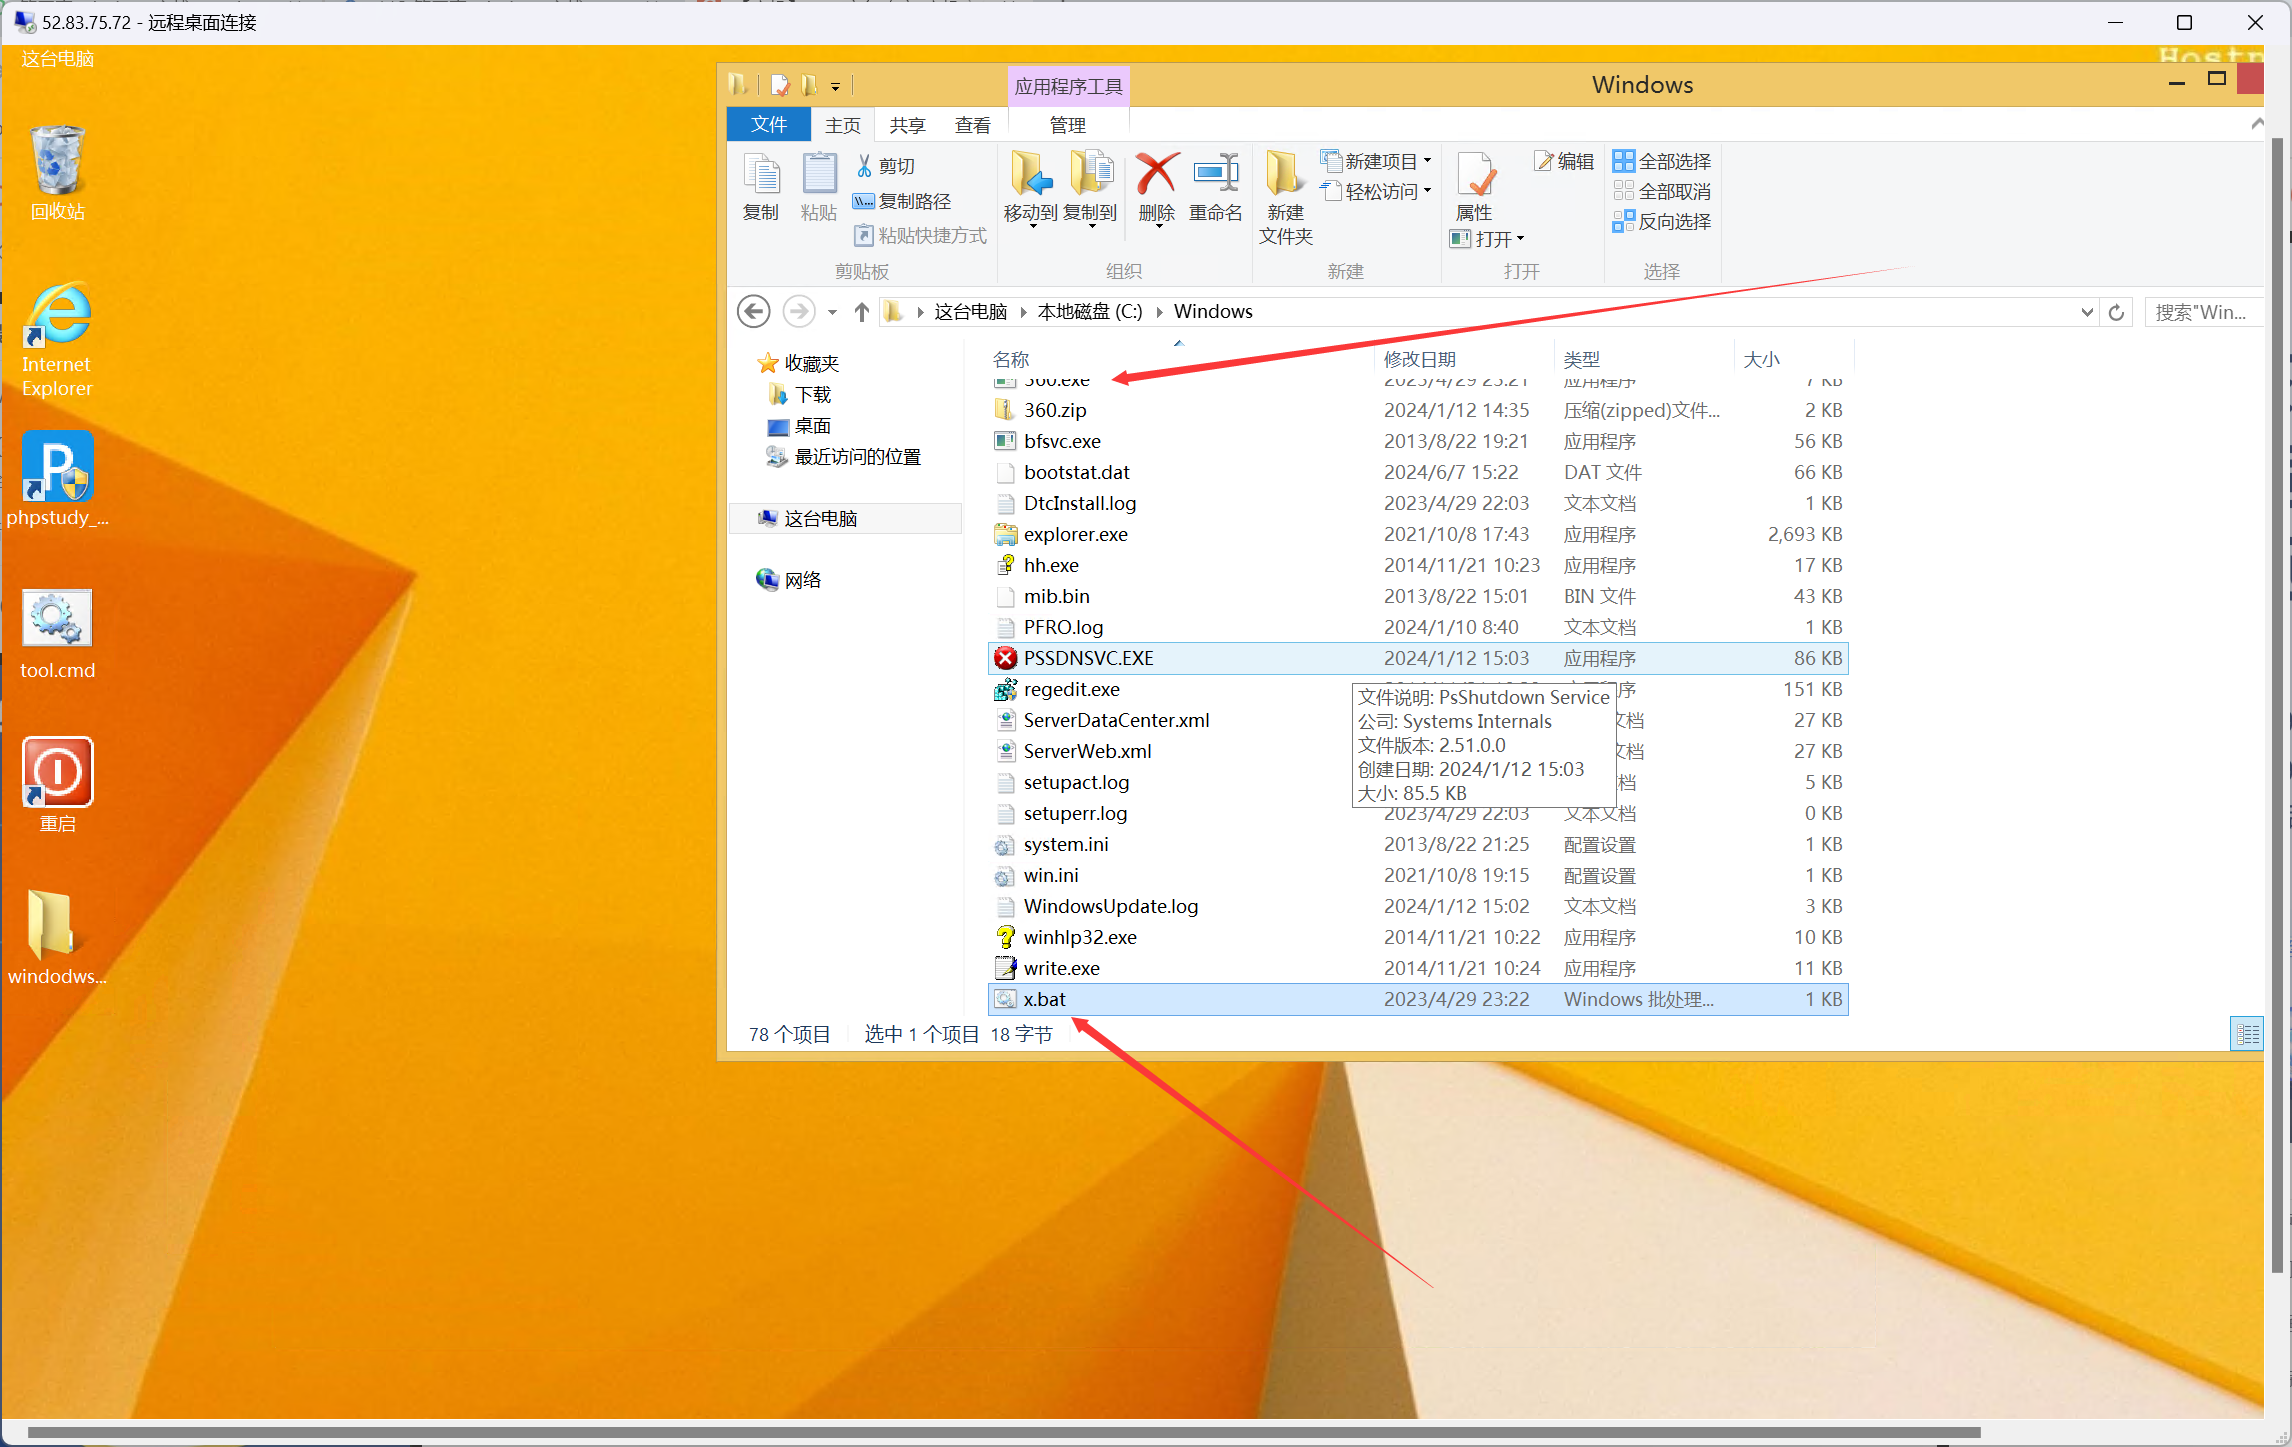 52.83.75.72 - 远程桌面连接
这台电脑
回收站
Internet
Explorer
phpstudy_...
tool.cmd
重启
windodws...
应用程序工具
Windows
文件
主页
共享
查看
管理
复制
粘贴
剪切
复制路径
粘贴快捷方式
剪贴板
移动到
复制到
删除
重命名
组织
新建
文件夹
新建项目
轻松访问
新建
属性
打开
编辑
打开
全部选择
全部取消
反向选择
选择
这台电脑
本地磁盘 (C:)
Windows
搜索"Win...
收藏夹
下载
桌面
最近访问的位置
这台电脑
网络
名称 修改日期 类型 大小
360.exe 2023/4/29 23:21 应用程序 7 KB
360.zip 2024/1/12 14:35 压缩(zipped)文件... 2 KB
bfsvc.exe 2013/8/22 19:21 应用程序 56 KB
bootstat.dat 2024/6/7 15:22 DAT 文件 66 KB
DtcInstall.log 2023/4/29 22:03 文本文档 1 KB
explorer.exe 2021/10/8 17:43 应用程序 2,693 KB
hh.exe 2014/11/21 10:23 应用程序 17 KB
mib.bin 2013/8/22 15:01 BIN 文件 43 KB
PFRO.log 2024/1/10 8:40 文本文档 1 KB
PSSDNSVC.EXE 2024/1/12 15:03 应用程序 86 KB
regedit.exe 序 151 KB
ServerDataCenter.xml 文档 27 KB
ServerWeb.xml 文档 27 KB
setupact.log 档 5 KB
setuperr.log 2023/4/29 22:03 文本文档 0 KB
system.ini 2013/8/22 21:25 配置设置 1 KB
win.ini 2021/10/8 19:15 配置设置 1 KB
WindowsUpdate.log 2024/1/12 15:02 文本文档 3 KB
winhlp32.exe 2014/11/21 10:22 应用程序 10 KB
write.exe 2014/11/21 10:24 应用程序 11 KB
x.bat 2023/4/29 23:22 Windows 批处理... 1 KB
文件说明: PsShutdown Service
公司: Systems Internals
文件版本: 2.51.0.0
创建日期: 2024/1/12 15:03
大小: 85.5 KB
78 个项目 选中 1 个项目 18 字节